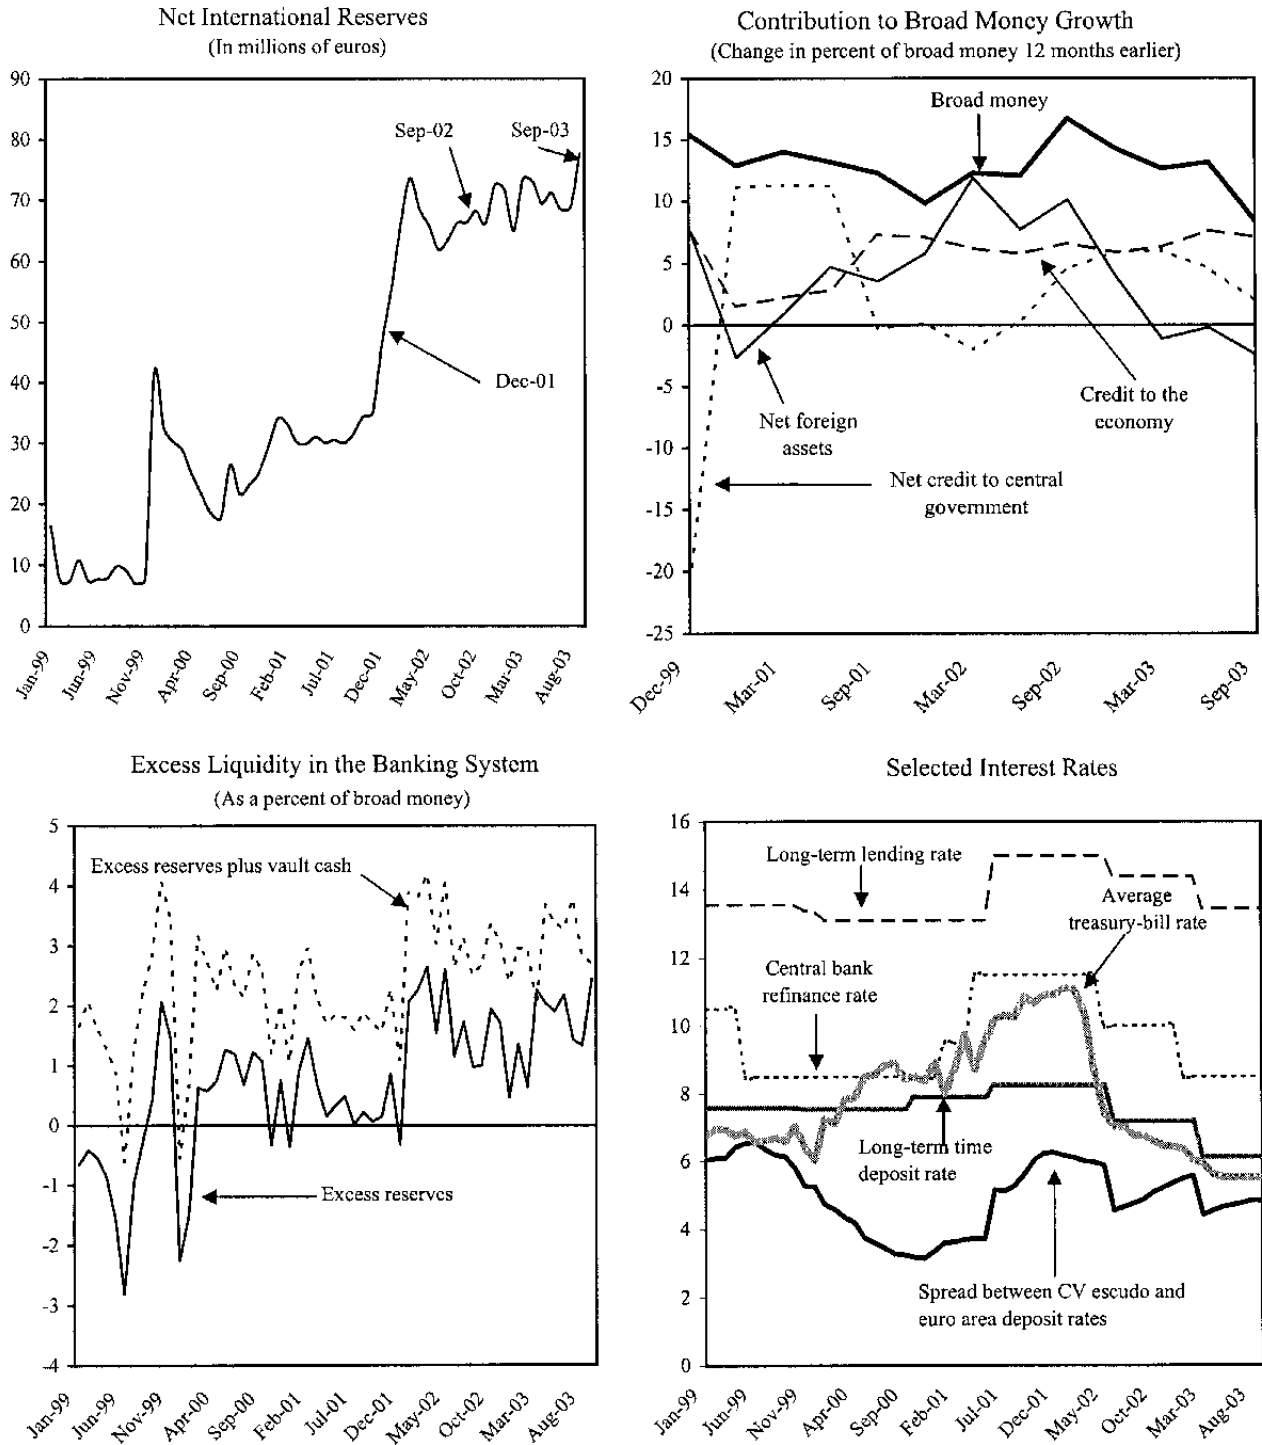 Net International Reserves
(In millions of euros)
90
80
70
60
50
40
30
20
10
0
Sep-02
Sep-03
Dec-01
Jan-99
Jun-99
Nov-99
Apr-00
Sep-00
Feb-01
Jul-01
Dec-01
May-02
Oct-02
Mar-03
Aug-03
Contribution to Broad Money Growth
(Change in percent of broad money 12 months earlier)
20
15
10
5
0
-5
-10
-15
-20
-25
Broad money
Net foreign
assets
Credit to the
economy
Net credit to central
government
Dec-99
Mar-01
Sep-01
Mar-02
Sep-02
Mar-03
Sep-03
Excess Liquidity in the Banking System
(As a percent of broad money)
5
4
3
2
1
0
-1
-2
-3
-4
Excess reserves plus vault cash
Excess reserves
Jan-99
Jun-99
Nov-99
Apr-00
Sep-00
Feb-01
Jul-01
Dec-01
May-02
Oct-02
Mar-03
Aug-03
Selected Interest Rates
16
14
12
10
8
6
4
2
0
Long-term lending rate
Average
treasury-bill rate
Central bank
refinance rate
Long-term time
deposit rate
Spread between CV escudo and
euro area deposit rates
Jan-99
Jun-99
Nov-99
Apr-00
Sep-00
Feb-01
Jul-01
Dec-01
May-02
Oct-02
Mar-03
Aug-03